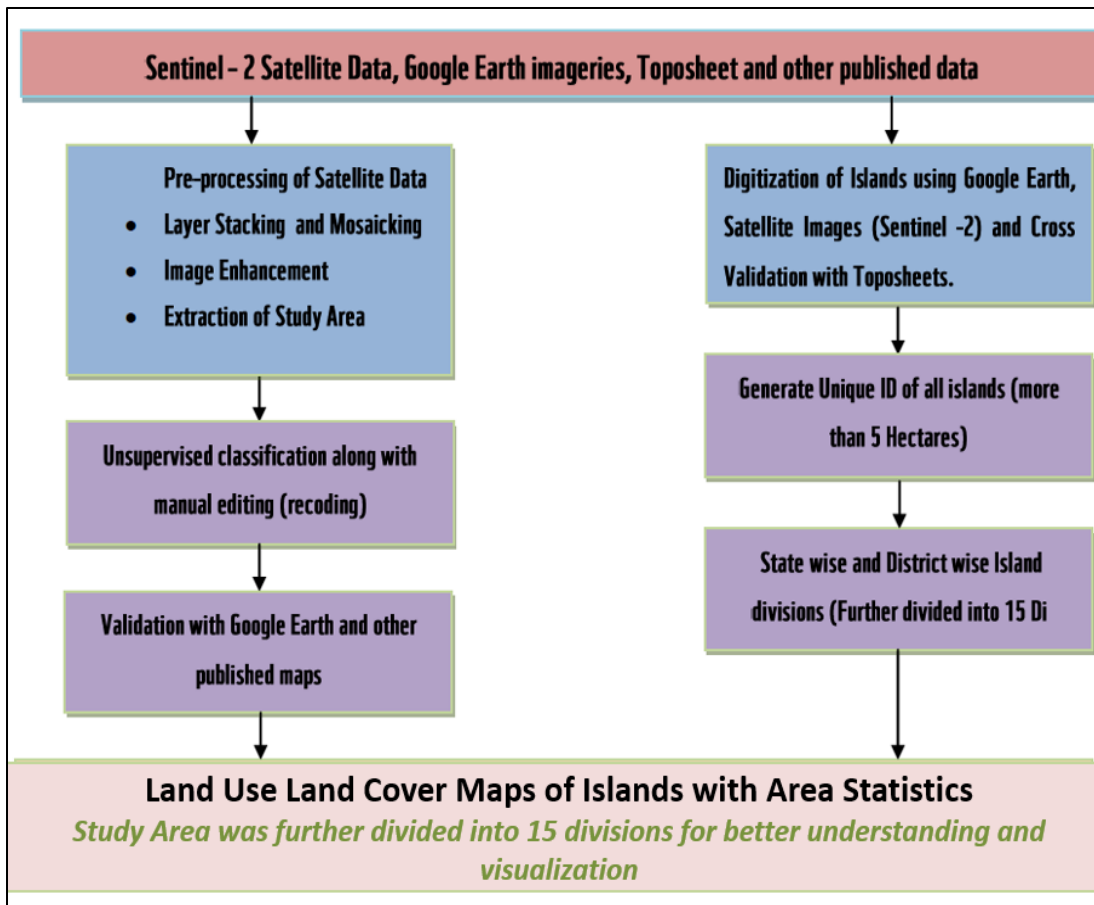 Sentinel – 2 Satellite Data, Google Earth imageries, Toposheet and other published data
Pre-processing of Satellite Data
• Layer Stacking and Mosaicking
• Image Enhancement
• Extraction of Study Area
Unsupervised classification along with
manual editing (recoding)
Validation with Google Earth and other
published maps
Digitization of Islands using Google Earth,
Satellite Images (Sentinel -2) and Cross
Validation with Toposheets.
Generate Unique ID of all islands (more
than 5 Hectares)
State wise and District wise Island
divisions (Further divided into 15 Di
Land Use Land Cover Maps of Islands with Area Statistics
Study Area was further divided into 15 divisions for better understanding and
visualization